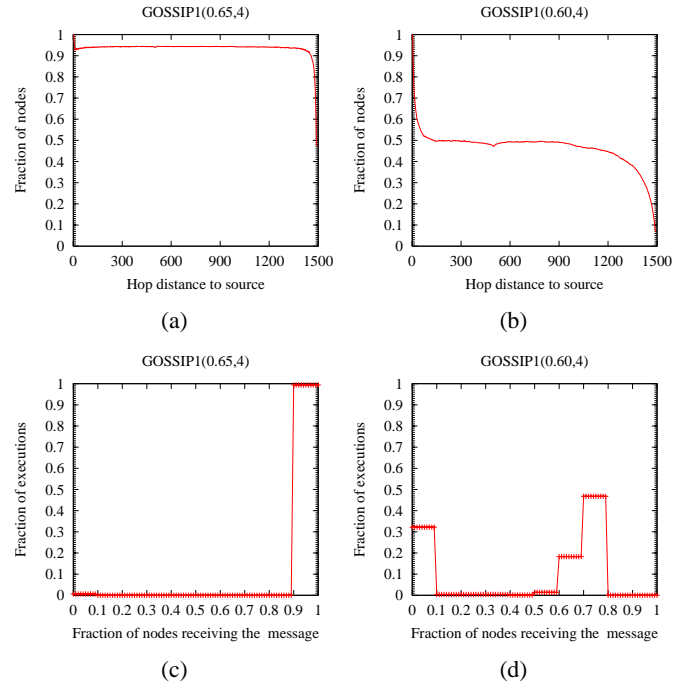 GOSSIP1(0.65,4)
1
0.9
0.8
0.7
0.6
0.5
0.4
0.3
0.2
0.1
0
Fraction of nodes
0 300 600 900 1200 1500
Hop distance to source
(a)
GOSSIP1(0.60,4)
1
0.9
0.8
0.7
0.6
0.5
0.4
0.3
0.2
0.1
0
Fraction of nodes
0 300 600 900 1200 1500
Hop distance to source
(b)
GOSSIP1(0.65,4)
1
0.9
0.8
0.7
0.6
0.5
0.4
0.3
0.2
0.1
0
Fraction of executions
0 0.1 0.2 0.3 0.4 0.5 0.6 0.7 0.8 0.9 1
Fraction of nodes receiving the message
(c)
GOSSIP1(0.60,4)
1
0.9
0.8
0.7
0.6
0.5
0.4
0.3
0.2
0.1
0
Fraction of executions
0 0.1 0.2 0.3 0.4 0.5 0.6 0.7 0.8 0.9 1
Fraction of nodes receiving the message
(d)